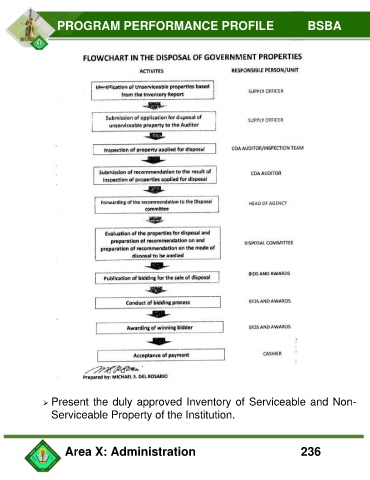 PROGRAM PERFORMANCE PROFILE BSBA
FLOWCHART IN THE DISPOSAL OF GOVERNMENT PROPERTIES
ACTIVITES RESPONSIBLE PERSON/UNIT
Identification of Unserviceable properties based
from the Inventory Report
SUPPLY OFFICER
Submission of application for disposal of
unserviceable property to the Auditor
SUPPLY OFFICER
Inspection of property applied for disposal
COA AUDITOR/INSPECTION TEAM
Submission of recommendation to the result of
inspection of properties applied for disposal
COA AUDITOR
Forwarding of the recommendation to the Disposal
committee
HEAD OF AGENCY
Evaluation of the properties for disposal and
preparation of recommendation on and
preparation of recommendation on the mode of
disposal to be applied
DISPOSAL COMMITTEE
Publication of bidding for the sale of disposal
BIDS AND AWARDS
Conduct of bidding process
BIDS AND AWARDS
Awarding of winning bidder
BIDS AND AWARDS
Acceptance of payment
CASHIER
Prepared by: MICHAEL S. DEL ROSARIO
➢ Present the duly approved Inventory of Serviceable and Non-
Serviceable Property of the Institution.
Area X: Administration 236